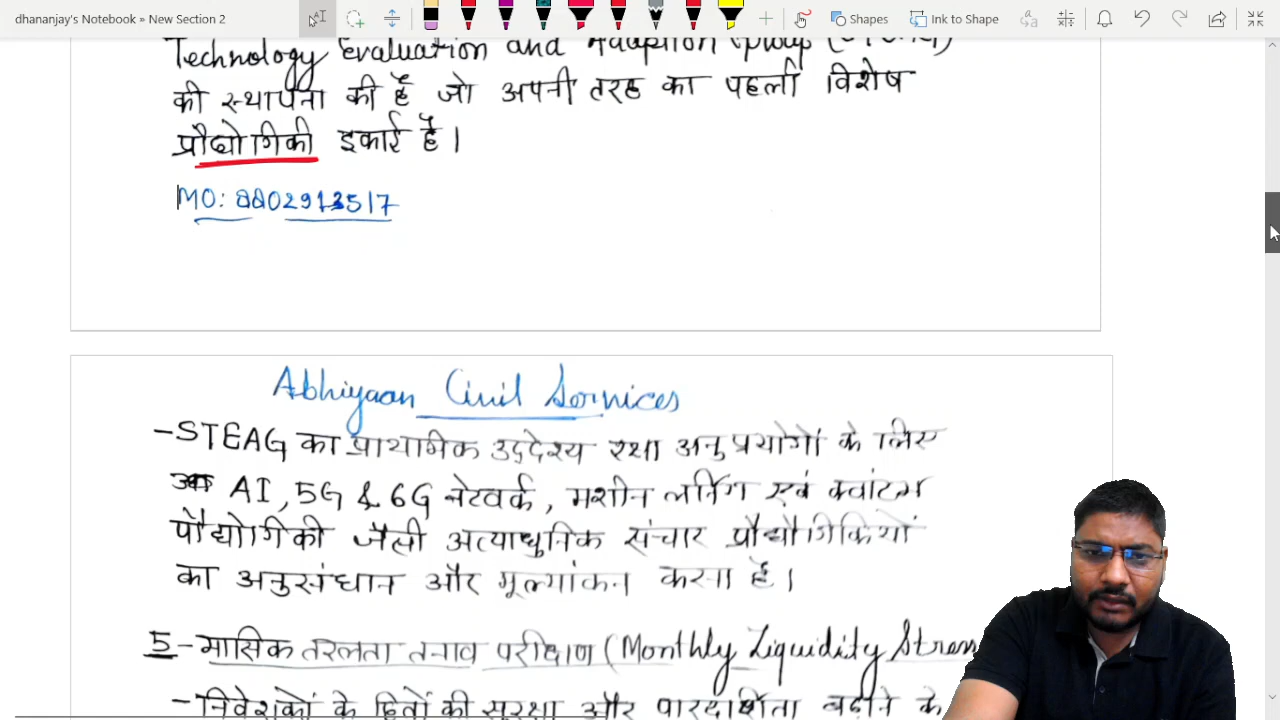 dhananjay's Notebook » New Section 2
Shapes
Ink to Shape
Technology Evaluation and Adaption Group
की स्थापना की है जो अपनी तरह का पहली विशेष
प्रौद्योगिकी इकाई है।
MO: 8802913517
Abhiyaan Civil Services
-STEAG का प्राथमिक उद्देश्य रक्षा अनुप्रयोगों के लिए
AI, 5G & 6G नेटवर्क, मशीन लर्निंग एवं क्वांटम
पौद्योगिकी जैसी अत्याधुनिक संचार प्रौद्योगिकियों
का अनुसंधान और मूल्यांकन करना है।
5-मासिक तरलता तनाव परीक्षण (Monthly Liquidity Stress
- निवेशकों के हितों की सुरक्षा और पारदर्शिता बढ़ाने के